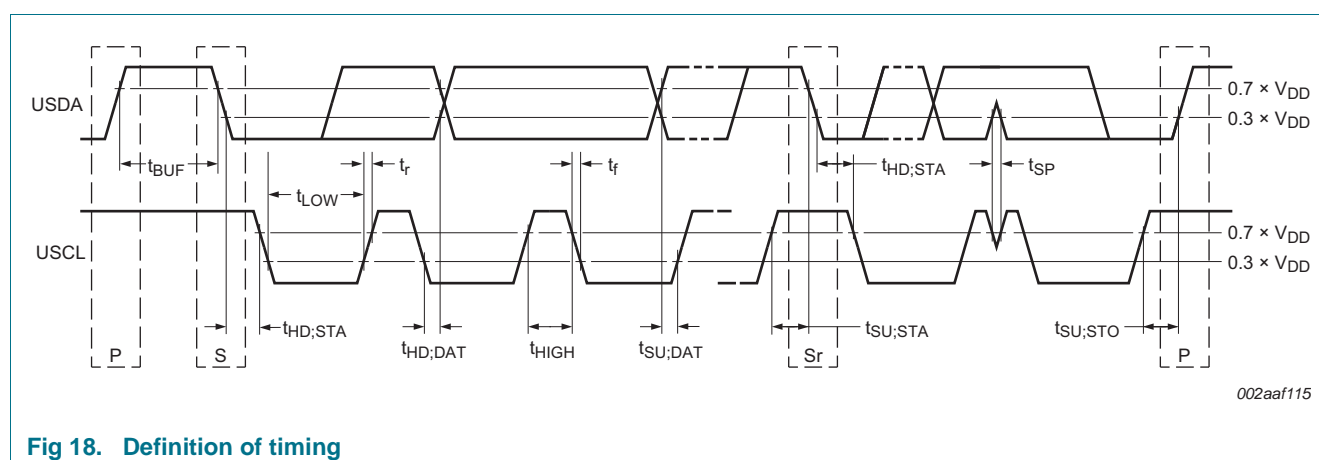 USDA
0.7 × VDD
0.3 × VDD
tBUF
tLOW
tr
tf
tHD;STA
tSP
USCL
0.7 × VDD
0.3 × VDD
tHD;STA
tHD;DAT
tHIGH
tSU;DAT
tSU;STA
tSU;STO
P
S
Sr
P
002aaf115
Fig 18. Definition of timing